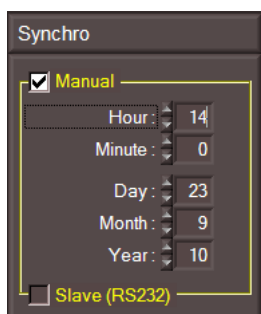 Synchro
Manual
Hour : 14
Minute : 0
Day : 23
Month : 9
Year : 10
Slave (RS232)